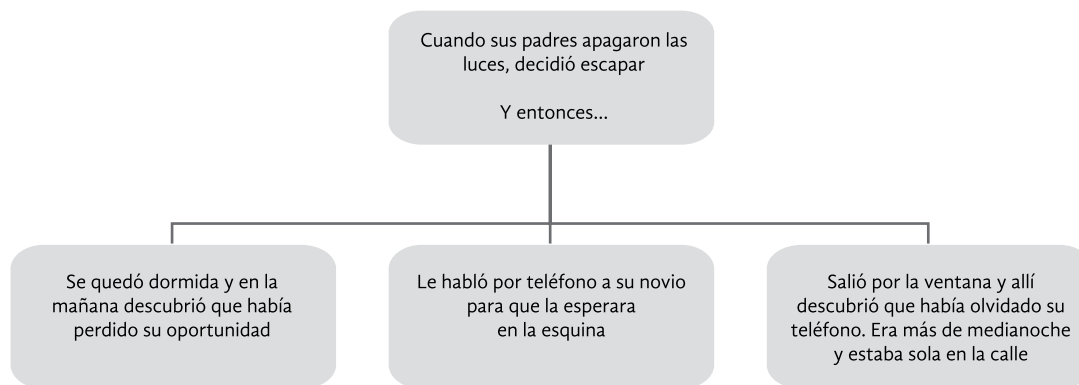 Cuando sus padres apagaron las
luces, decidió escapar
Y entonces...
Se quedó dormida y en la
mañana descubrió que había
perdido su oportunidad
Le habló por teléfono a su novio
para que la esperara
en la esquina
Salió por la ventana y allí
descubrió que había olvidado su
teléfono. Era más de medianoche
y estaba sola en la calle